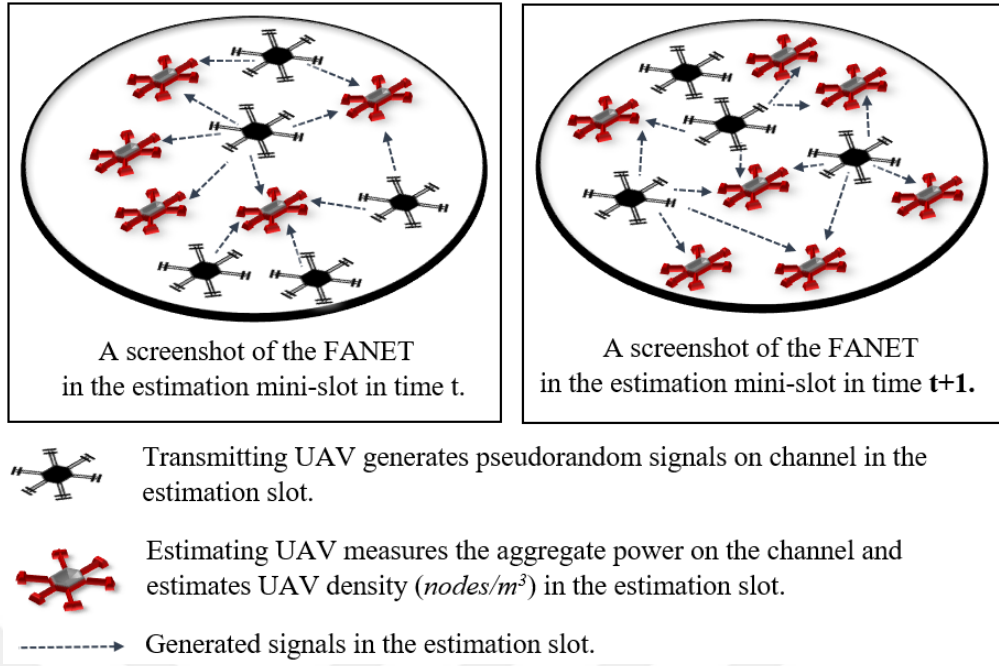 A screenshot of the FANET
in the estimation mini-slot in time t.
A screenshot of the FANET
in the estimation mini-slot in time t+1.
Transmitting UAV generates pseudorandom signals on channel in the
estimation slot.
Estimating UAV measures the aggregate power on the channel and
estimates UAV density (nodes/m³) in the estimation slot.
Generated signals in the estimation slot.